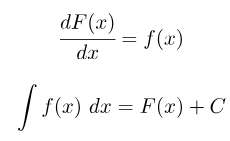 dF(x)/dx = f(x)
∫ f(x) dx = F(x) + C